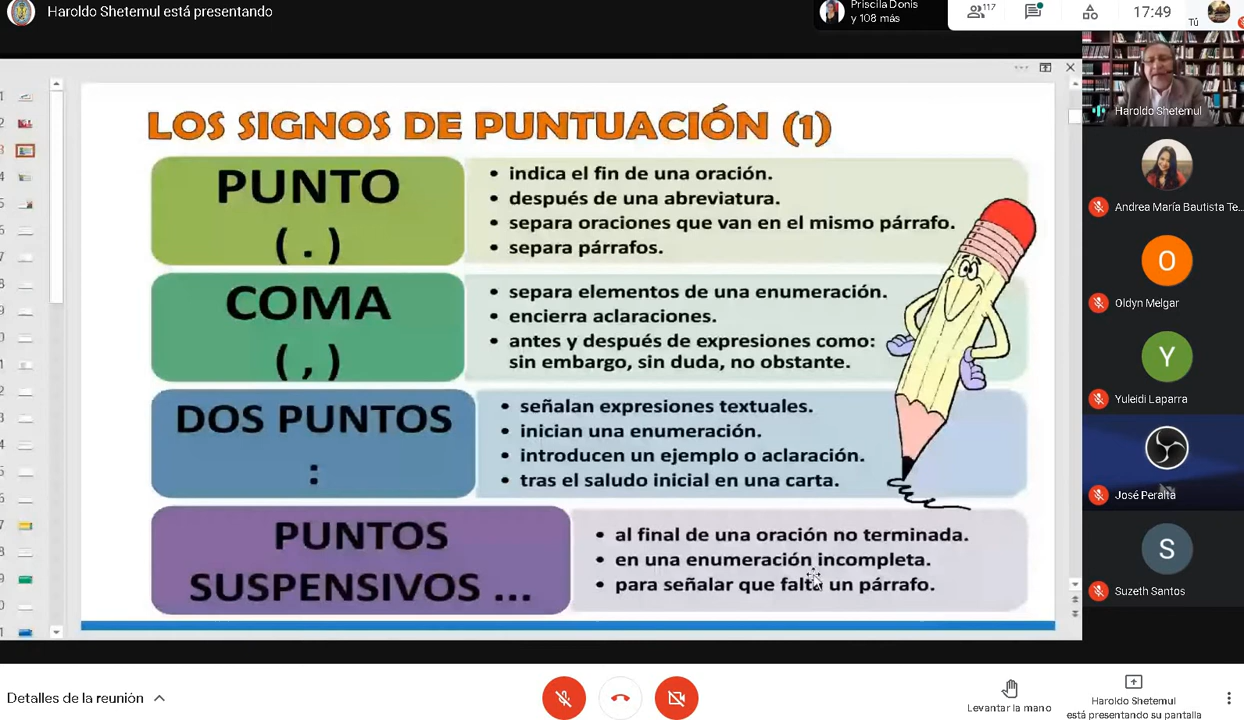 Haroldo Shetemul está presentando
Priscila Donis
y 108 más
117
17:49
Tú
LOS SIGNOS DE PUNTUACIÓN (1)
PUNTO
( . )
• indica el fin de una oración.
• después de una abreviatura.
• separa oraciones que van en el mismo párrafo.
• separa párrafos.
COMA
( , )
• separa elementos de una enumeración.
• encierra aclaraciones.
• antes y después de expresiones como:
sin embargo, sin duda, no obstante.
DOS PUNTOS
:
• señalan expresiones textuales.
• inician una enumeración.
• introducen un ejemplo o aclaración.
• tras el saludo inicial en una carta.
PUNTOS
SUSPENSIVOS ...
• al final de una oración no terminada.
• en una enumeración incompleta.
• para señalar que falta un párrafo.
Haroldo Shetemul
Andrea María Bautista Te...
O
Oldyn Melgar
Y
Yuleidi Laparra
José Peralta
S
Suzeth Santos
Detalles de la reunión
Levantar la mano
Haroldo Shetemul
está presentando su pantalla